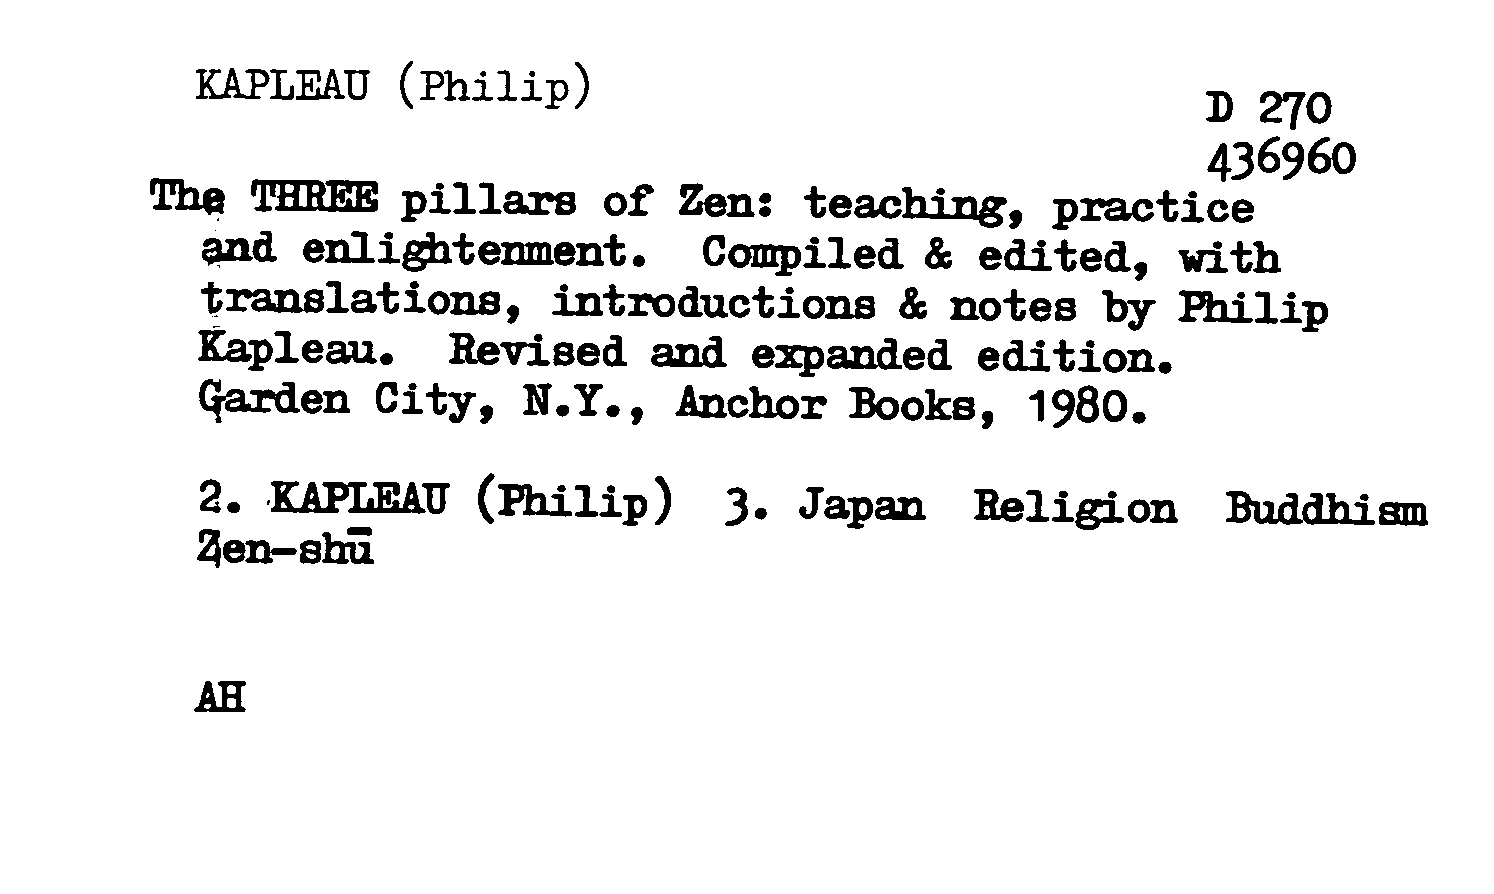 KAPLEAU (Philip)
D 270
436960
The THREE pillars of Zen: teaching, practice
and enlightenment. Compiled & edited, with
translations, introductions & notes by Philip
Kapleau. Revised and expanded edition.
Garden City, N.Y., Anchor Books, 1980.
2. KAPLEAU (Philip) 3. Japan Religion Buddhism
Zen-shū
AH